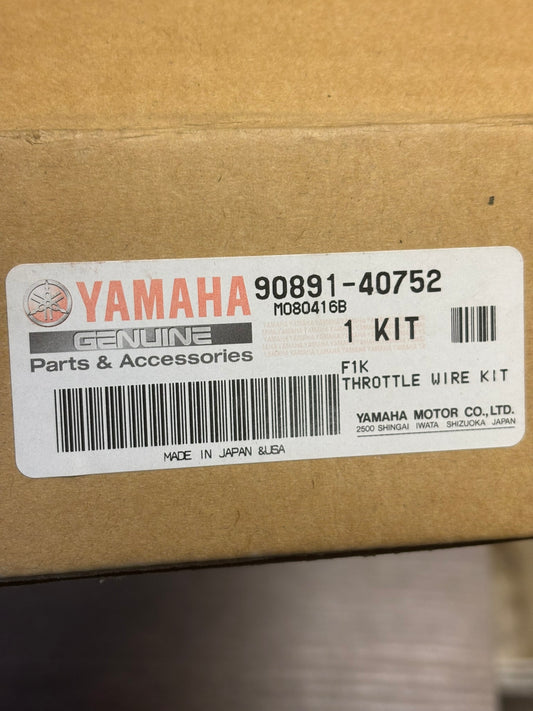 YAMAHA
GENUINE
Parts & Accessories
90891-40752
M080416B
1 KIT
F1K
THROTTLE WIRE KIT
YAMAHA MOTOR CO.,LTD.
2500 SHINGAI IWATA SHIZUOKA JAPAN
MADE IN JAPAN &USA